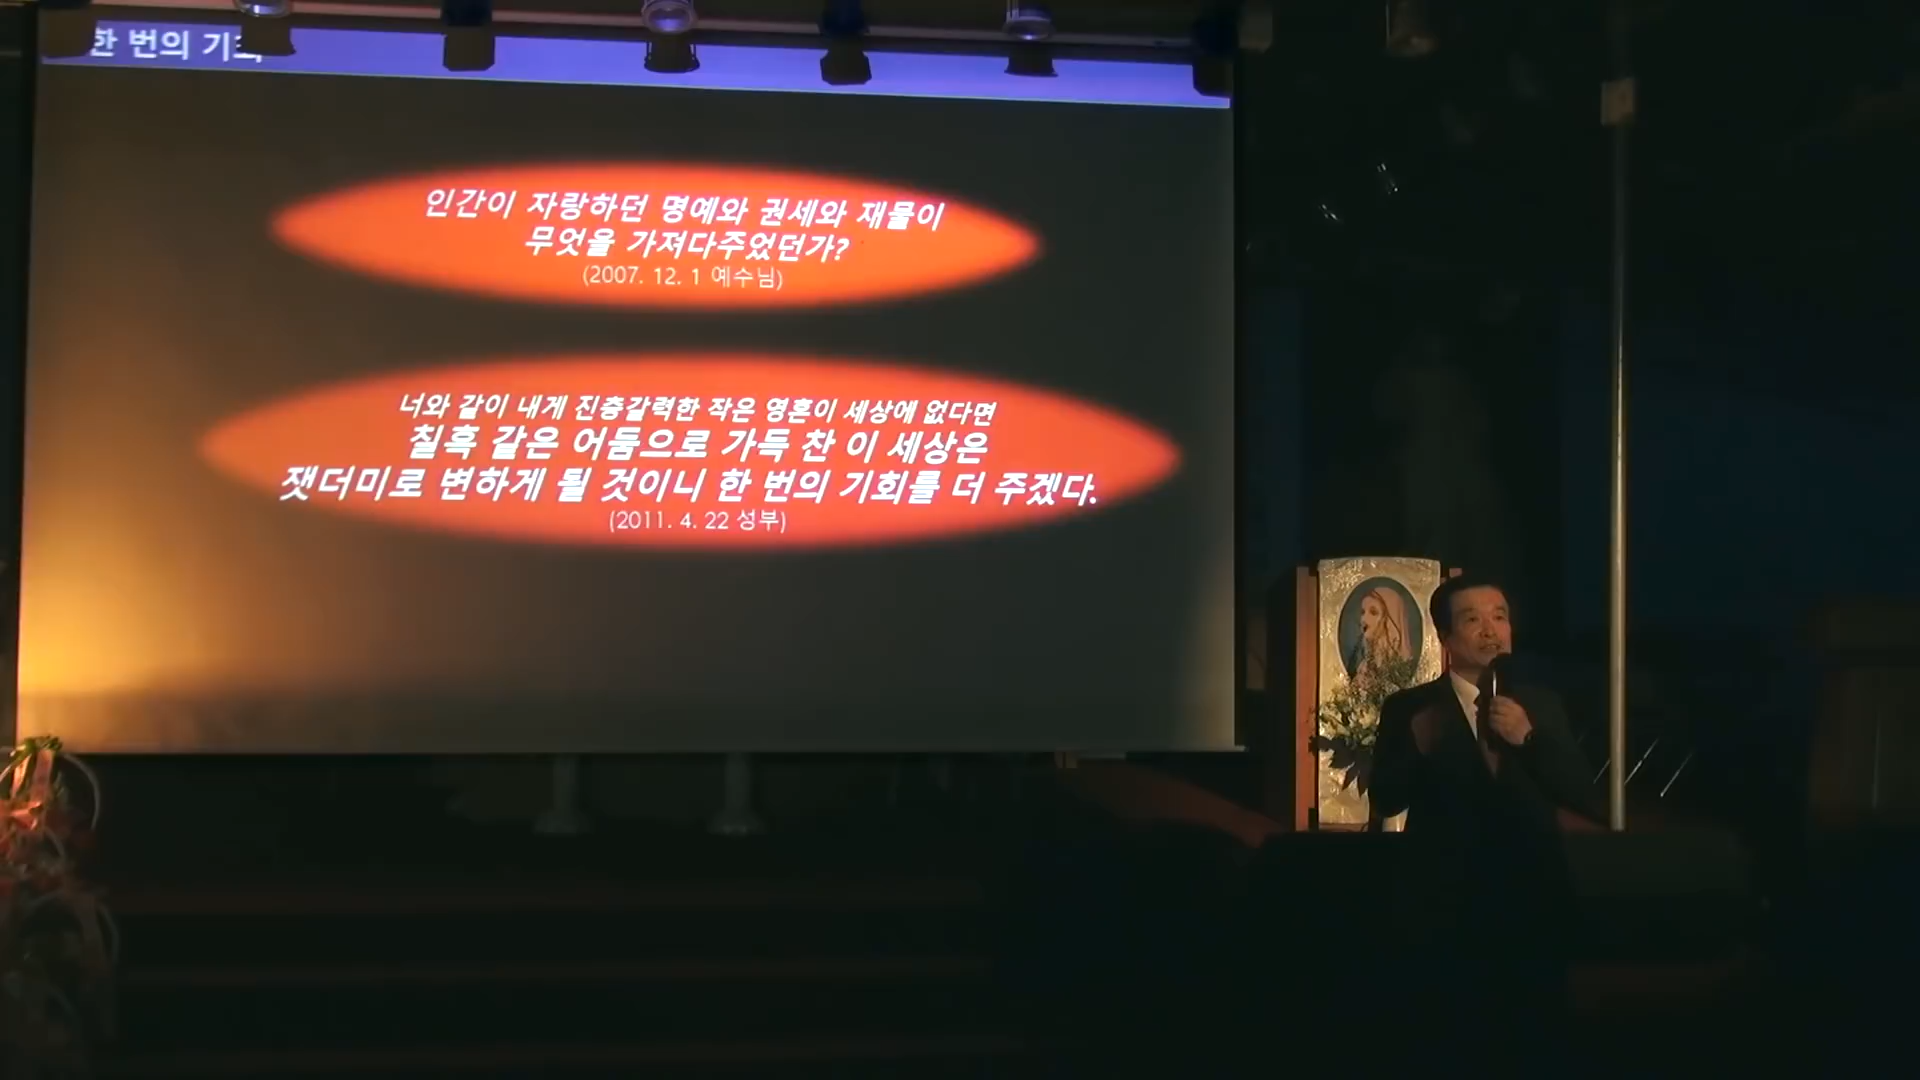 한 번의 기회
인간이 자랑하던 명예와 권세와 재물이
무엇을 가져다주었던가?
(2007. 12. 1 예수님)
너와 같이 내게 진충갈력한 작은 영혼이 세상에 없다면
칠흑 같은 어둠으로 가득 찬 이 세상은
잿더미로 변하게 될 것이니 한 번의 기회를 더 주겠다.
(2011. 4. 22 성부)